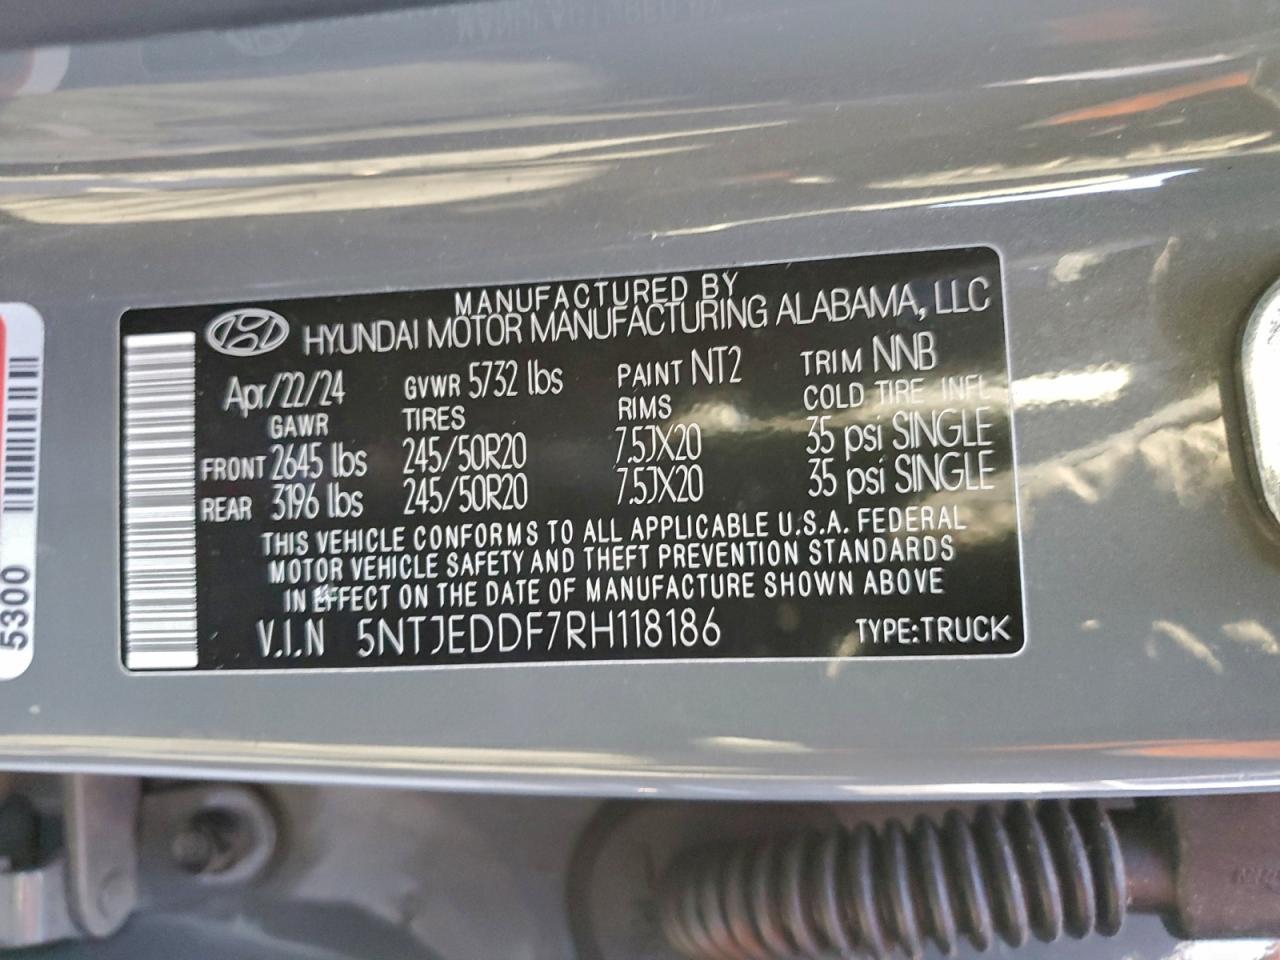 MANUFACTURED BY
HYUNDAI MOTOR MANUFACTURING ALABAMA, LLC
Apr/22/24 GVWR 5732 lbs PAINT NT2 TRIM NNB
GAWR TIRES RIMS COLD TIRE INFL
FRONT 2645 lbs 245/50R20 7.5JX20 35 psi SINGLE
REAR 3196 lbs 245/50R20 7.5JX20 35 psi SINGLE
THIS VEHICLE CONFORMS TO ALL APPLICABLE U.S.A. FEDERAL
MOTOR VEHICLE SAFETY AND THEFT PREVENTION STANDARDS
IN EFFECT ON THE DATE OF MANUFACTURE SHOWN ABOVE
V.I.N 5NTJEDDF7RH118186 TYPE:TRUCK
5300